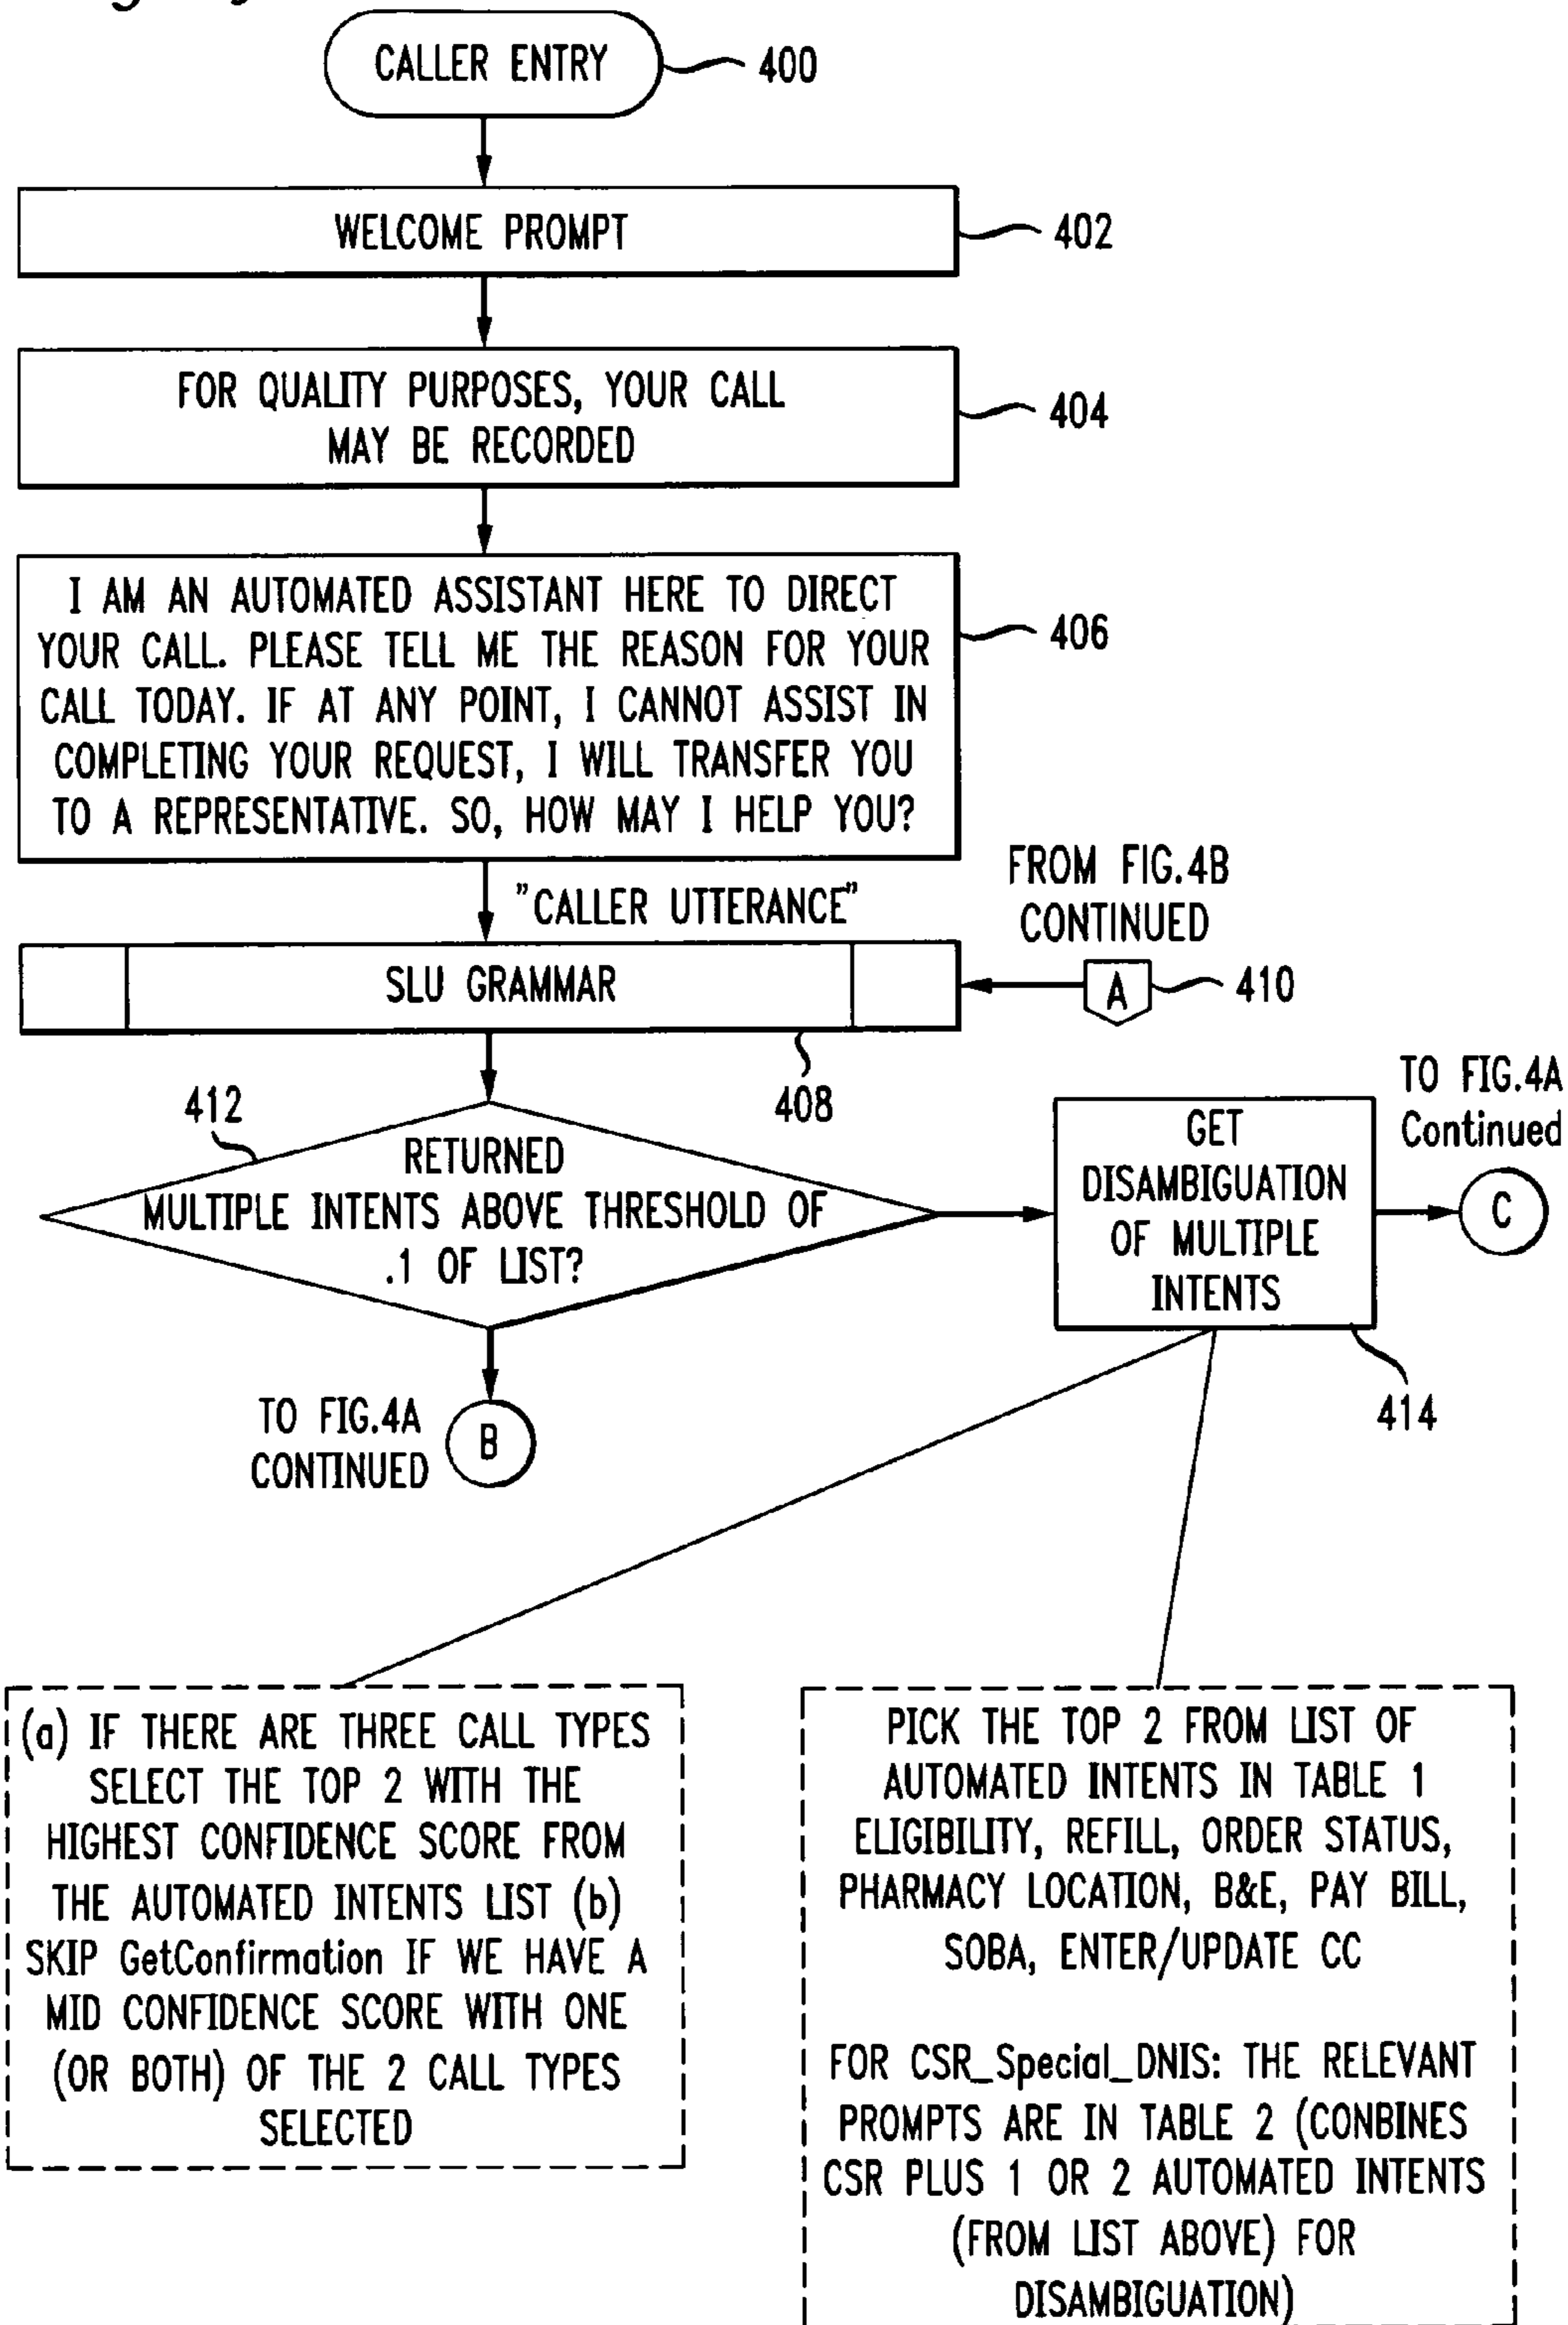 CALLER ENTRY
400
WELCOME PROMPT
402
FOR QUALITY PURPOSES, YOUR CALL
MAY BE RECORDED
404
I AM AN AUTOMATED ASSISTANT HERE TO DIRECT
YOUR CALL. PLEASE TELL ME THE REASON FOR YOUR
CALL TODAY. IF AT ANY POINT, I CANNOT ASSIST IN
COMPLETING YOUR REQUEST, I WILL TRANSFER YOU
TO A REPRESENTATIVE. SO, HOW MAY I HELP YOU?
406
"CALLER UTTERANCE"
FROM FIG.4B
CONTINUED
SLU GRAMMAR
A
410
408
412
RETURNED
MULTIPLE INTENTS ABOVE THRESHOLD OF
.1 OF LIST?
GET
DISAMBIGUATION
OF MULTIPLE
INTENTS
414
TO FIG.4A
Continued
C
TO FIG.4A
CONTINUED
B
(a) IF THERE ARE THREE CALL TYPES
SELECT THE TOP 2 WITH THE
HIGHEST CONFIDENCE SCORE FROM
THE AUTOMATED INTENTS LIST (b)
SKIP GetConfirmation IF WE HAVE A
MID CONFIDENCE SCORE WITH ONE
(OR BOTH) OF THE 2 CALL TYPES
SELECTED
PICK THE TOP 2 FROM LIST OF
AUTOMATED INTENTS IN TABLE 1
ELIGIBILITY, REFILL, ORDER STATUS,
PHARMACY LOCATION, B&E, PAY BILL,
SOBA, ENTER/UPDATE CC
FOR CSR_Special_DNIS: THE RELEVANT
PROMPTS ARE IN TABLE 2 (CONBINES
CSR PLUS 1 OR 2 AUTOMATED INTENTS
(FROM LIST ABOVE) FOR
DISAMBIGUATION)